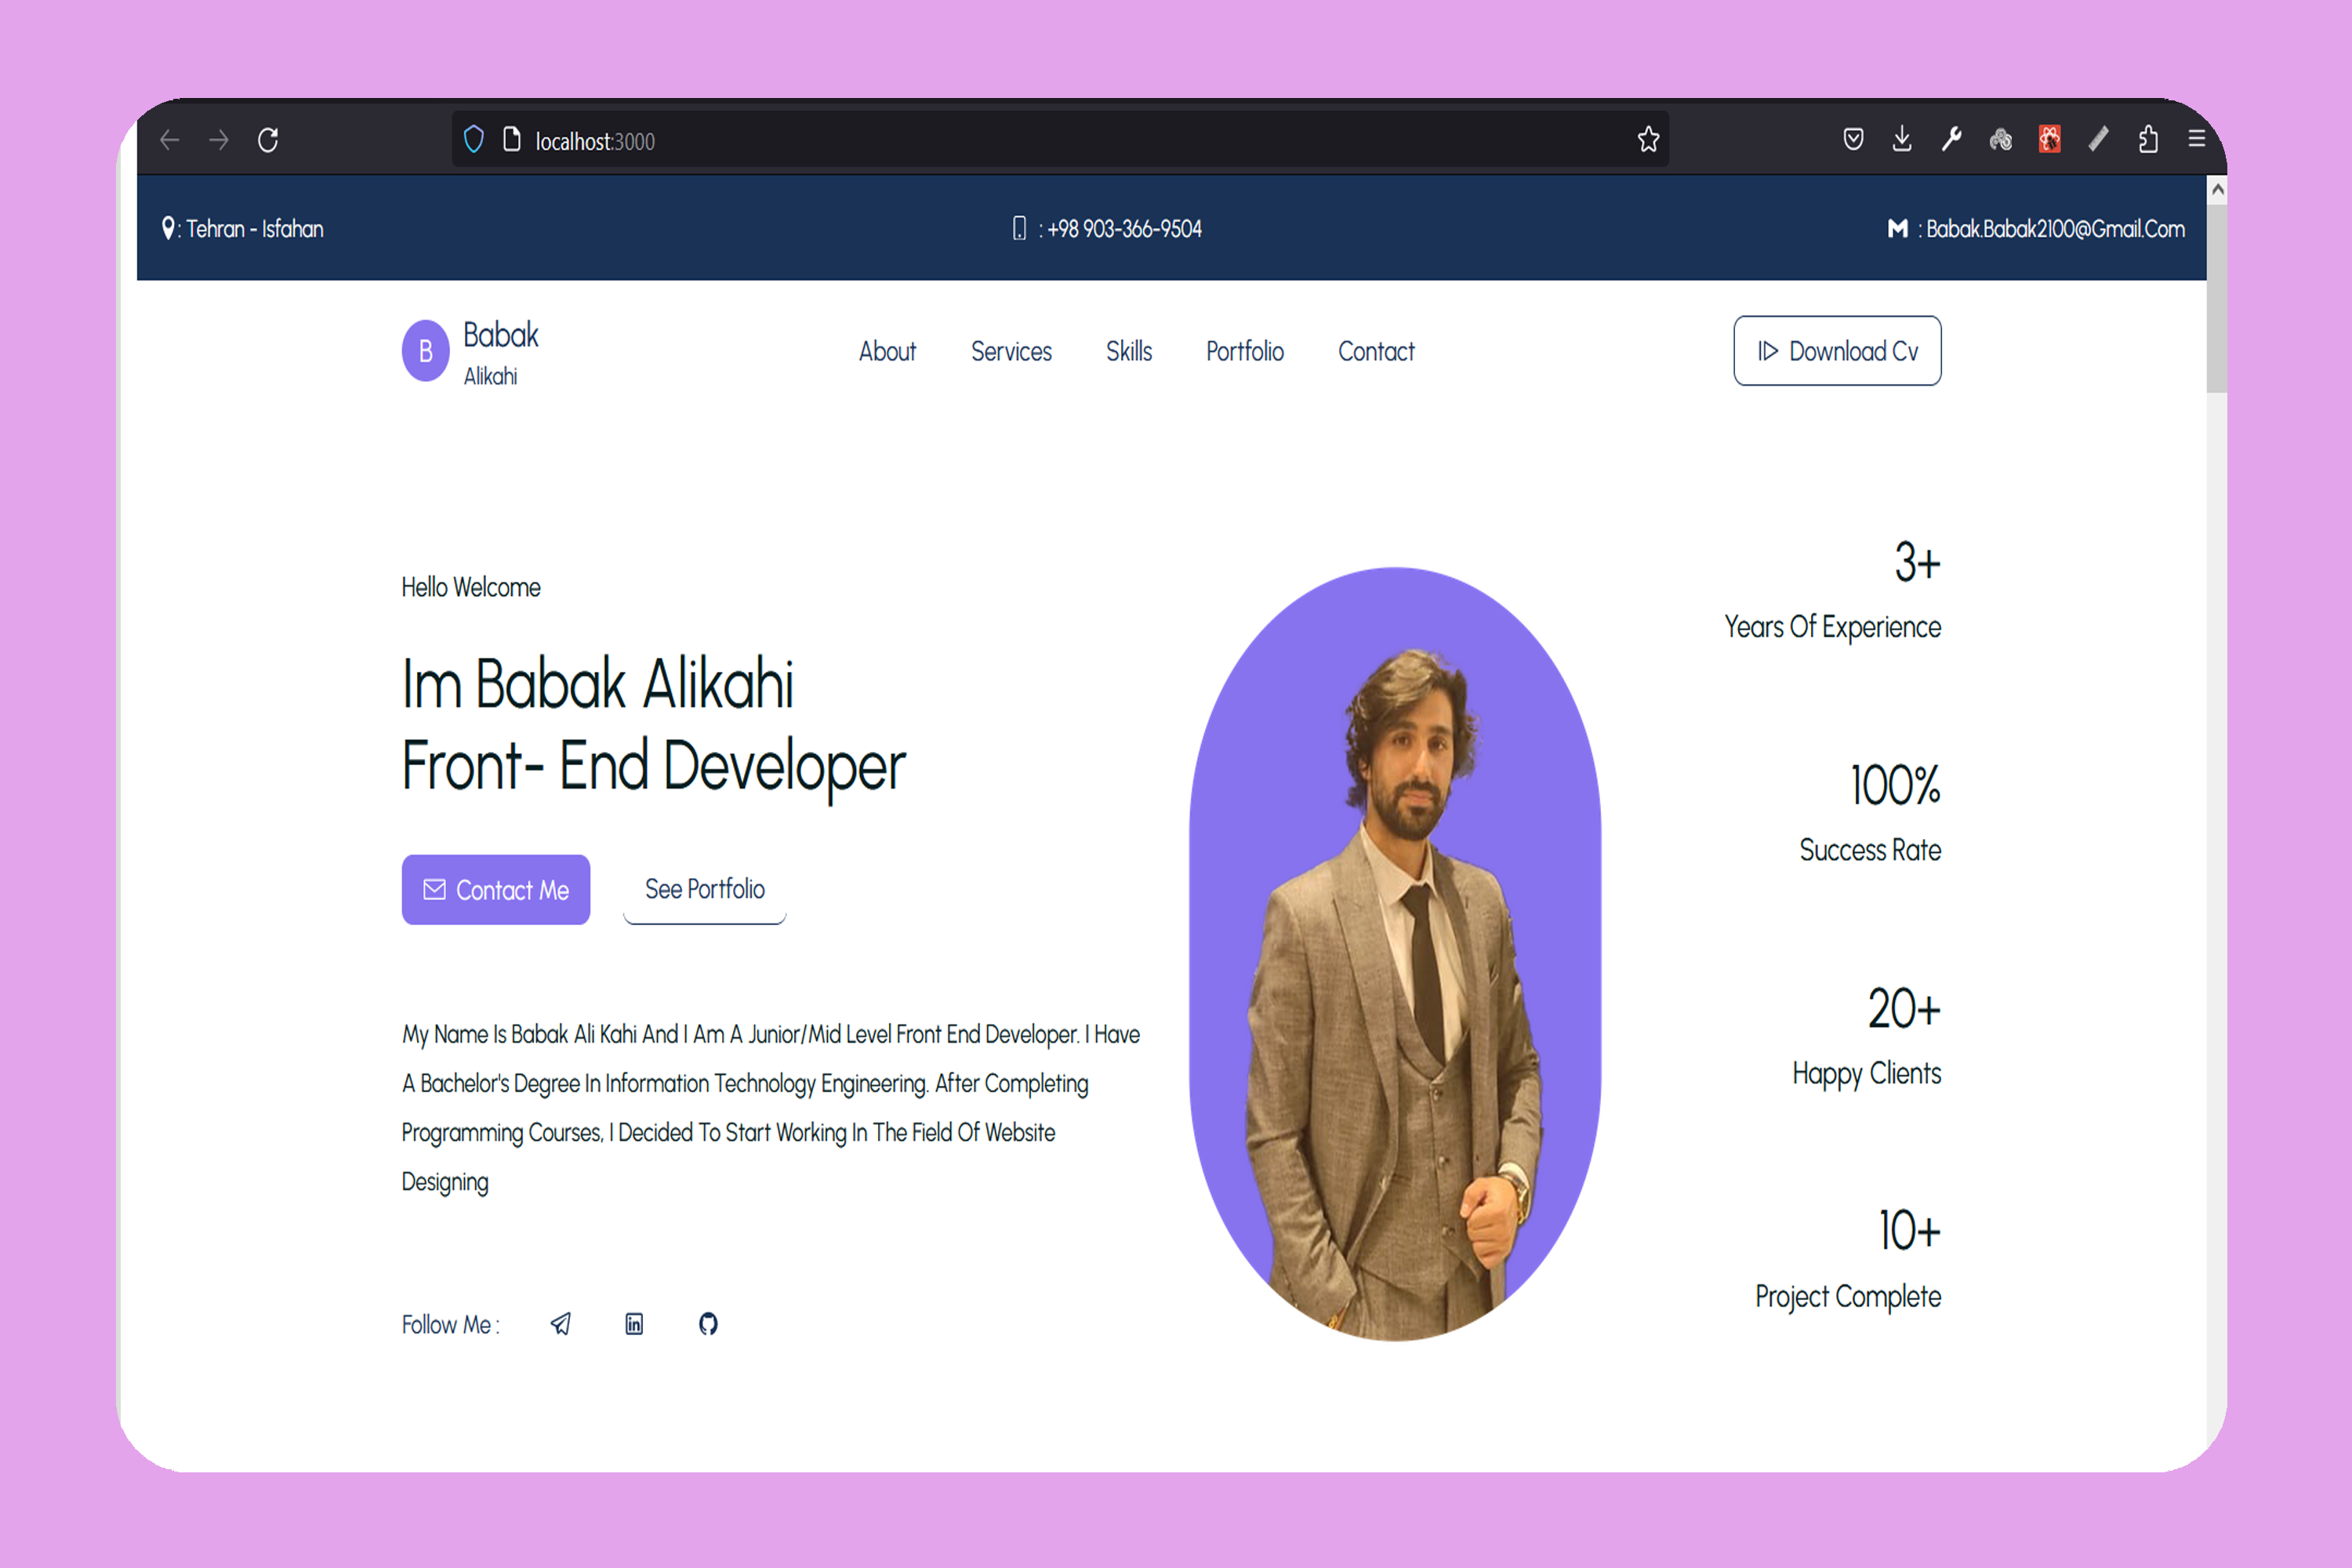 localhost:3000
: Tehran - Isfahan
: +98 903-366-9504
: Babak.Babak2100@Gmail.Com
B
Babak
Alikahi
About
Services
Skills
Portfolio
Contact
Download Cv
Hello Welcome
Im Babak Alikahi
Front- End Developer
Contact Me
See Portfolio
My Name Is Babak Ali Kahi And I Am A Junior/Mid Level Front End Developer. I Have
A Bachelor's Degree In Information Technology Engineering. After Completing
Programming Courses, I Decided To Start Working In The Field Of Website
Designing
Follow Me :
3+
Years Of Experience
100%
Success Rate
20+
Happy Clients
10+
Project Complete